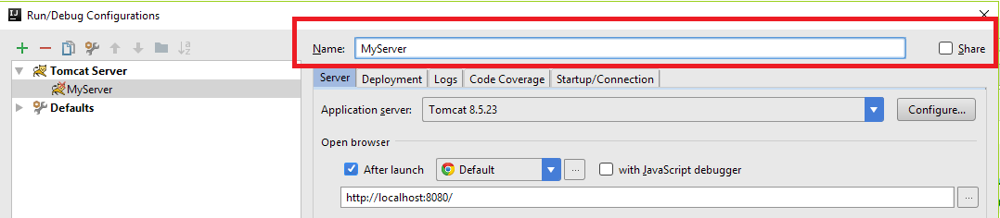 Run/Debug Configurations
Name: MyServer Share
Tomcat Server
MyServer
Defaults
Server Deployment Logs Code Coverage Startup/Connection
Application server: Tomcat 8.5.23 Configure...
Open browser
After launch Default ... with JavaScript debugger
http://localhost:8080/ ...